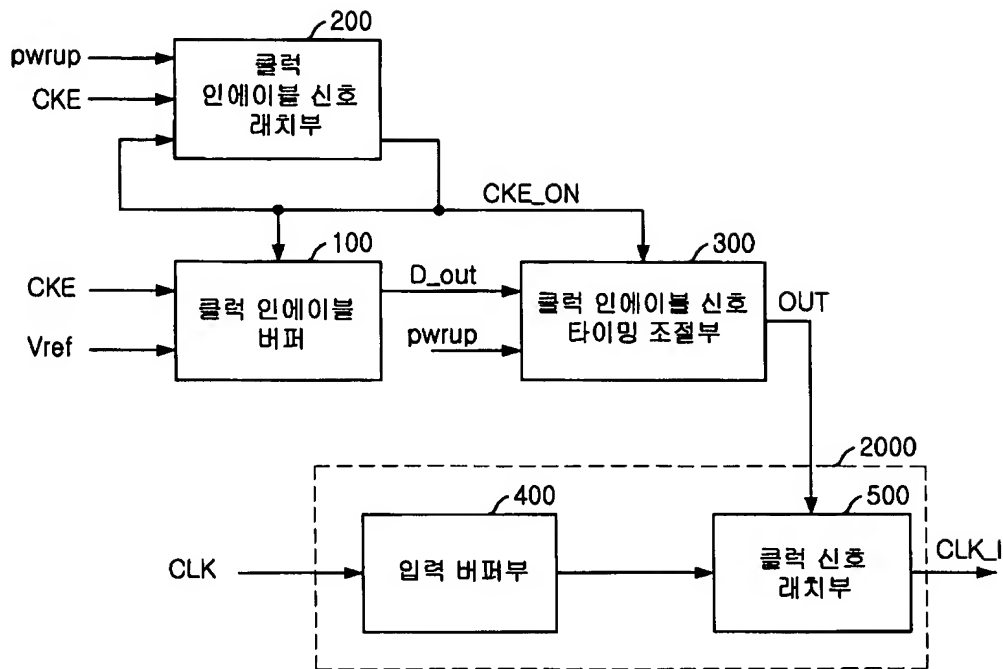 200
pwrup
CKE
클럭
인에이블 신호
래치부
CKE_ON
100
300
CKE
Vref
클럭 인에이블
버퍼
D_out
pwrup
클럭 인에이블 신호
타이밍 조절부
OUT
2000
400
500
CLK
입력 버퍼부
클럭 신호
래치부
CLK_I